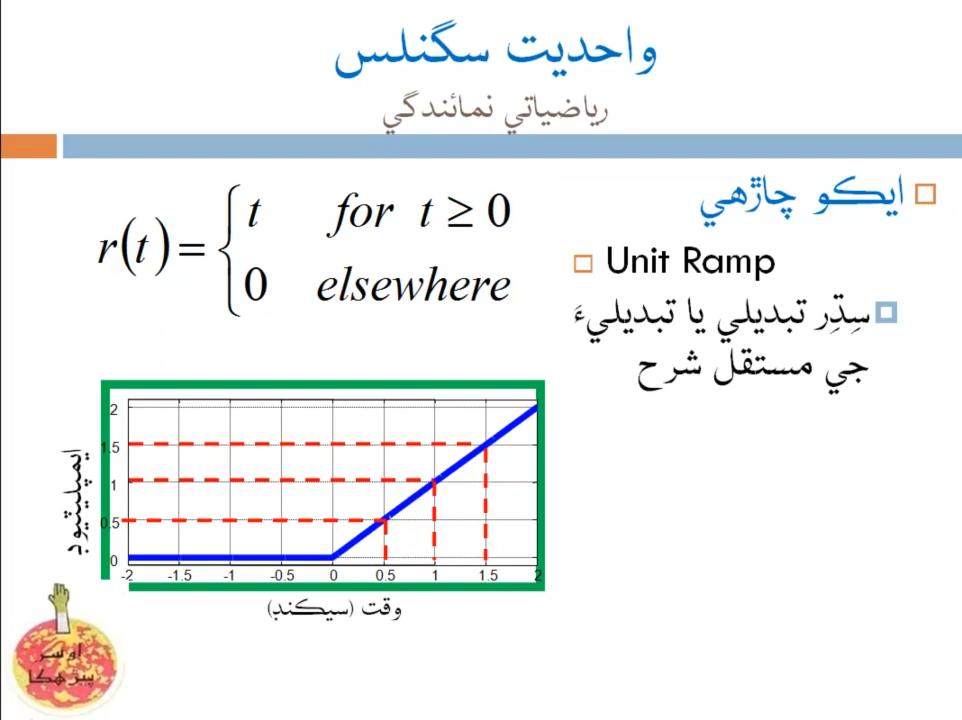 واحديت سگنلس
رياضياتي نمائندگي
ايڪو چاڙهي
Unit Ramp
سِڌِر تبديلي يا تبديليءَ
جي مستقل شرح
r(t) = { t for t ≥ 0
0 elsewhere
ايمپليٽيوڊ
2
1.5
1
0.5
0
-2 -1.5 -1 -0.5 0 0.5 1 1.5 2
وقت (سيڪنڊ)